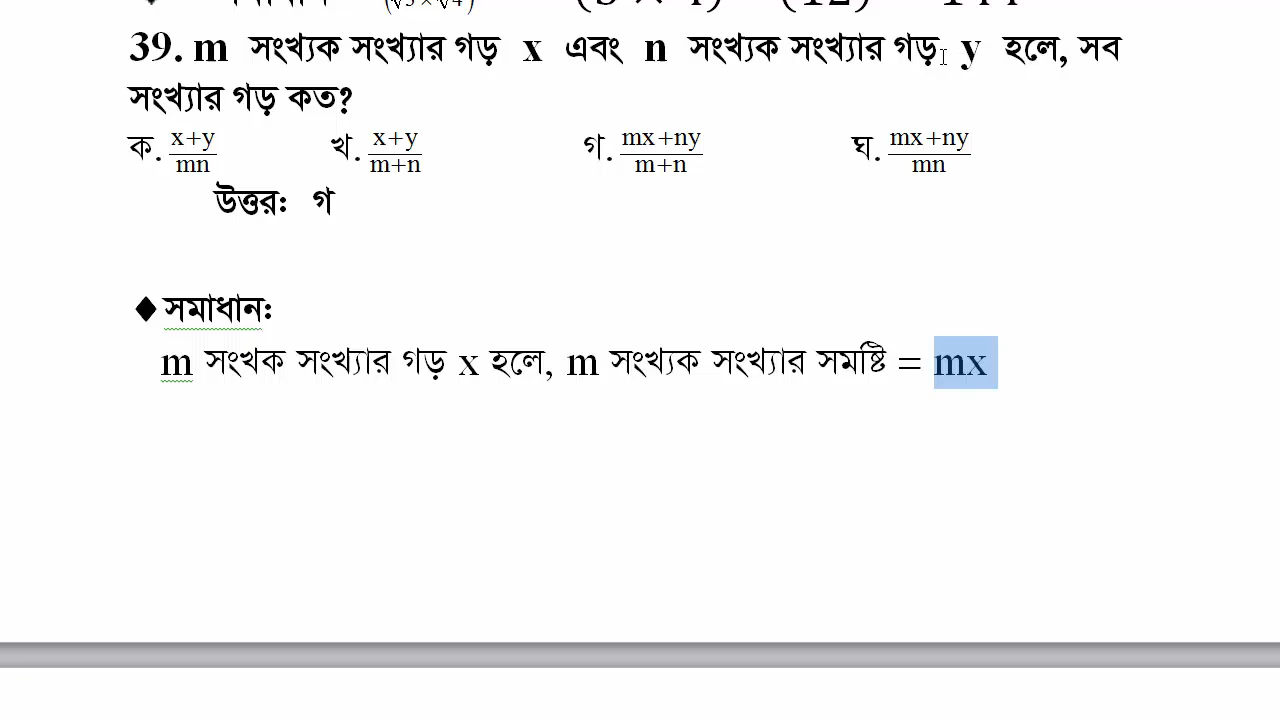 39. m সংখ্যক সংখ্যার গড় x এবং n সংখ্যক সংখ্যার গড় y হলে, সব
সংখ্যার গড় কত?
ক. x+y/mn খ. x+y/m+n গ. mx+ny/m+n ঘ. mx+ny/mn
উত্তর: গ
♦ সমাধান:
m সংখক সংখ্যার গড় x হলে, m সংখ্যক সংখ্যার সমষ্টি = mx